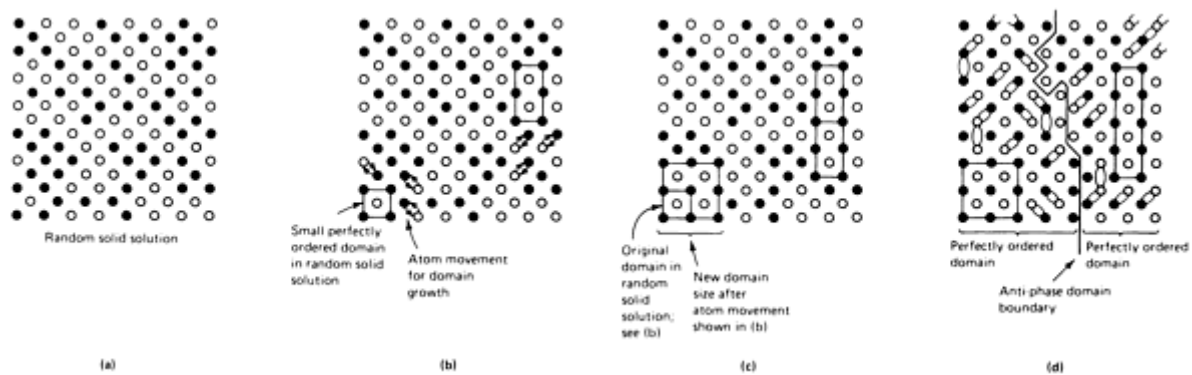 Random solid solution
(a)
Small perfectly
ordered domain
in random solid
solution
Atom movement
for domain
growth
(b)
Original
domain in
random
solid
solution;
see (b)
New domain
size after
atom movement
shown in (b)
(c)
Perfectly ordered
domain
Perfectly ordered
domain
Anti-phase domain
boundary
(d)